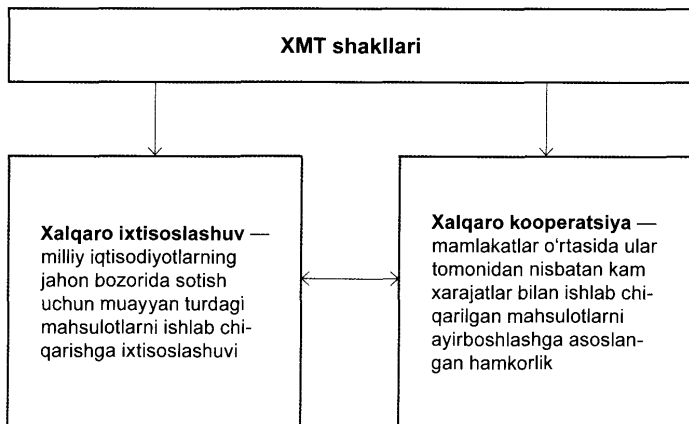 XMT shakllari
Xalqaro ixtisoslashuv —
milliy iqtisodiyotlarning
jahon bozorida sotish
uchun muayyan turdagi
mahsulotlarni ishlab chi-
qarishga ixtisoslashuvi
Xalqaro kooperatsiya —
mamlakatlar o‘rtasida ular
tomonidan nisbatan kam
xarajatlar bilan ishlab chi-
qarilgan mahsulotlarni
ayirboshlashga asoslan-
gan hamkorlik